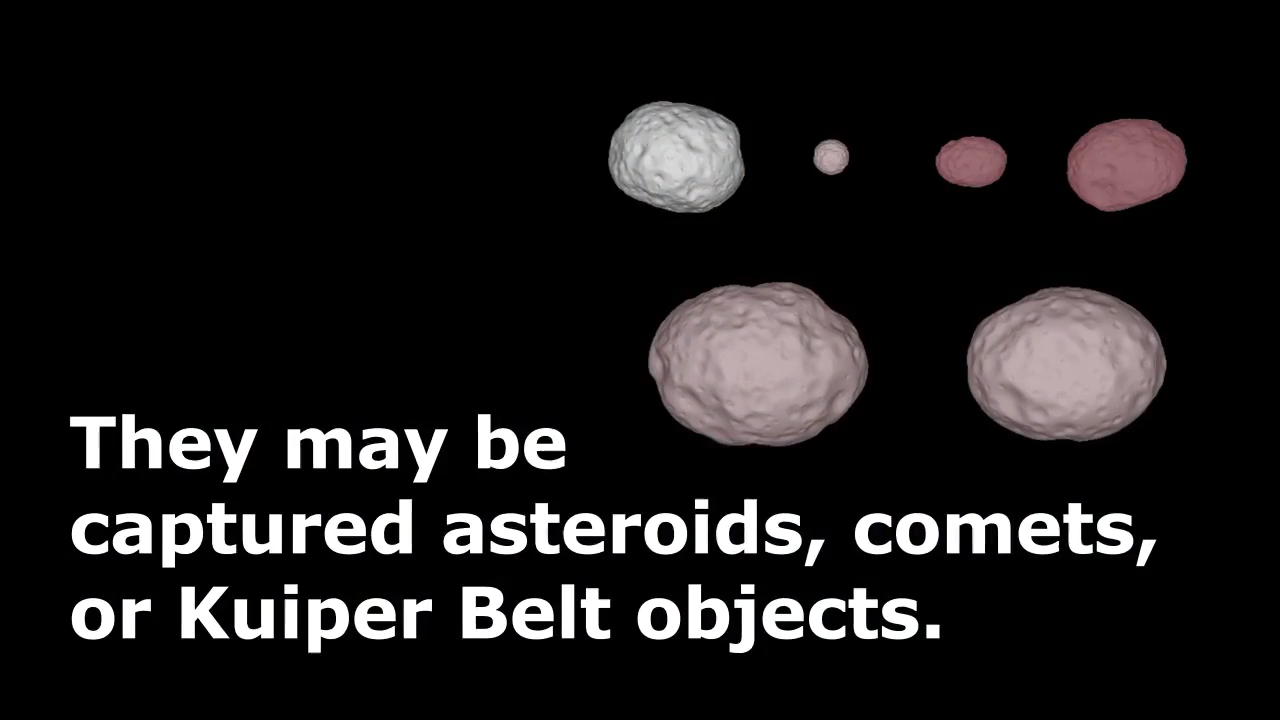 They may be
captured asteroids, comets,
or Kuiper Belt objects.